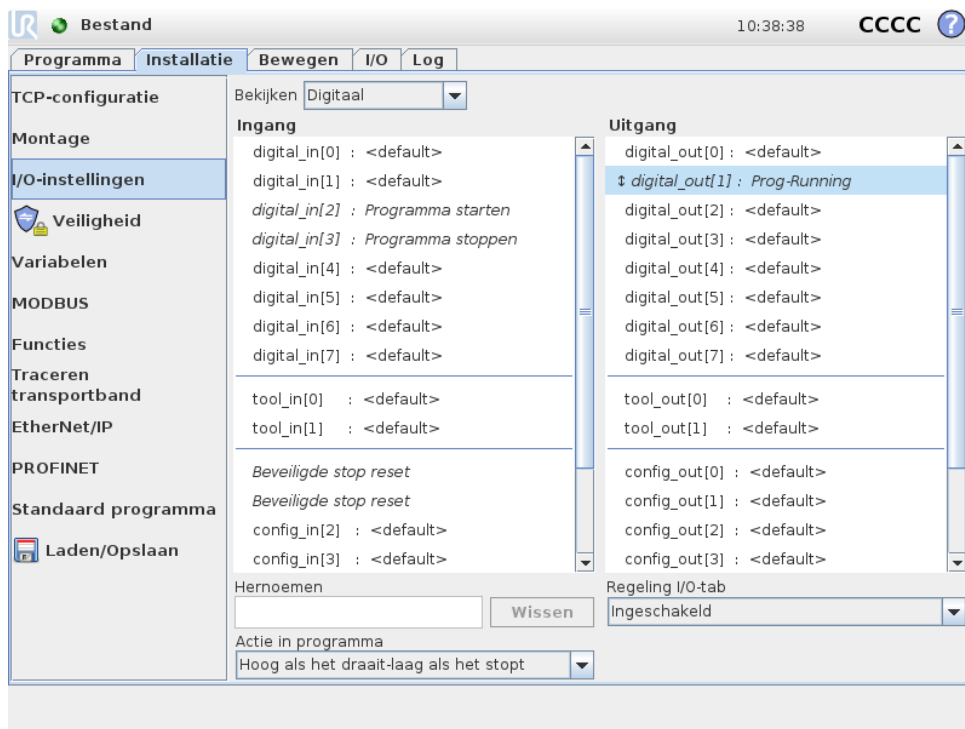 UR Bestand 10:38:38 CCCC ?
Programma Installatie Bewegen I/O Log
TCP-configuratie
Montage
I/O-instellingen
Veiligheid
Variabelen
MODBUS
Functies
Traceren
transportband
EtherNet/IP
PROFINET
Standaard programma
Laden/Opslaan
Bekijken Digitaal
Ingang
digital_in[0] : <default>
digital_in[1] : <default>
digital_in[2] : Programma starten
digital_in[3] : Programma stoppen
digital_in[4] : <default>
digital_in[5] : <default>
digital_in[6] : <default>
digital_in[7] : <default>
tool_in[0] : <default>
tool_in[1] : <default>
Beveiligde stop reset
Beveiligde stop reset
config_in[2] : <default>
config_in[3] : <default>
Uitgang
digital_out[0] : <default>
↕ digital_out[1] : Prog-Running
digital_out[2] : <default>
digital_out[3] : <default>
digital_out[4] : <default>
digital_out[5] : <default>
digital_out[6] : <default>
digital_out[7] : <default>
tool_out[0] : <default>
tool_out[1] : <default>
config_out[0] : <default>
config_out[1] : <default>
config_out[2] : <default>
config_out[3] : <default>
Hernoemen
Wissen
Actie in programma
Hoog als het draait-laag als het stopt
Regeling I/O-tab
Ingeschakeld